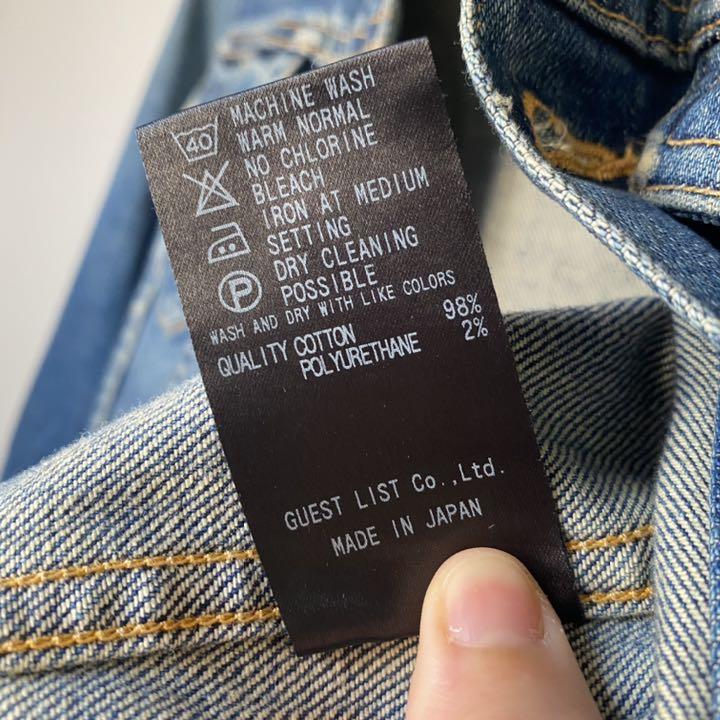 MACHINE WASH
40 WARM NORMAL
NO CHLORINE
BLEACH
IRON AT MEDIUM
SETTING
DRY CLEANING
P POSSIBLE
WASH AND DRY WITH LIKE COLORS
QUALITY COTTON 98%
POLYURETHANE 2%
GUEST LIST Co.,Ltd.
MADE IN JAPAN